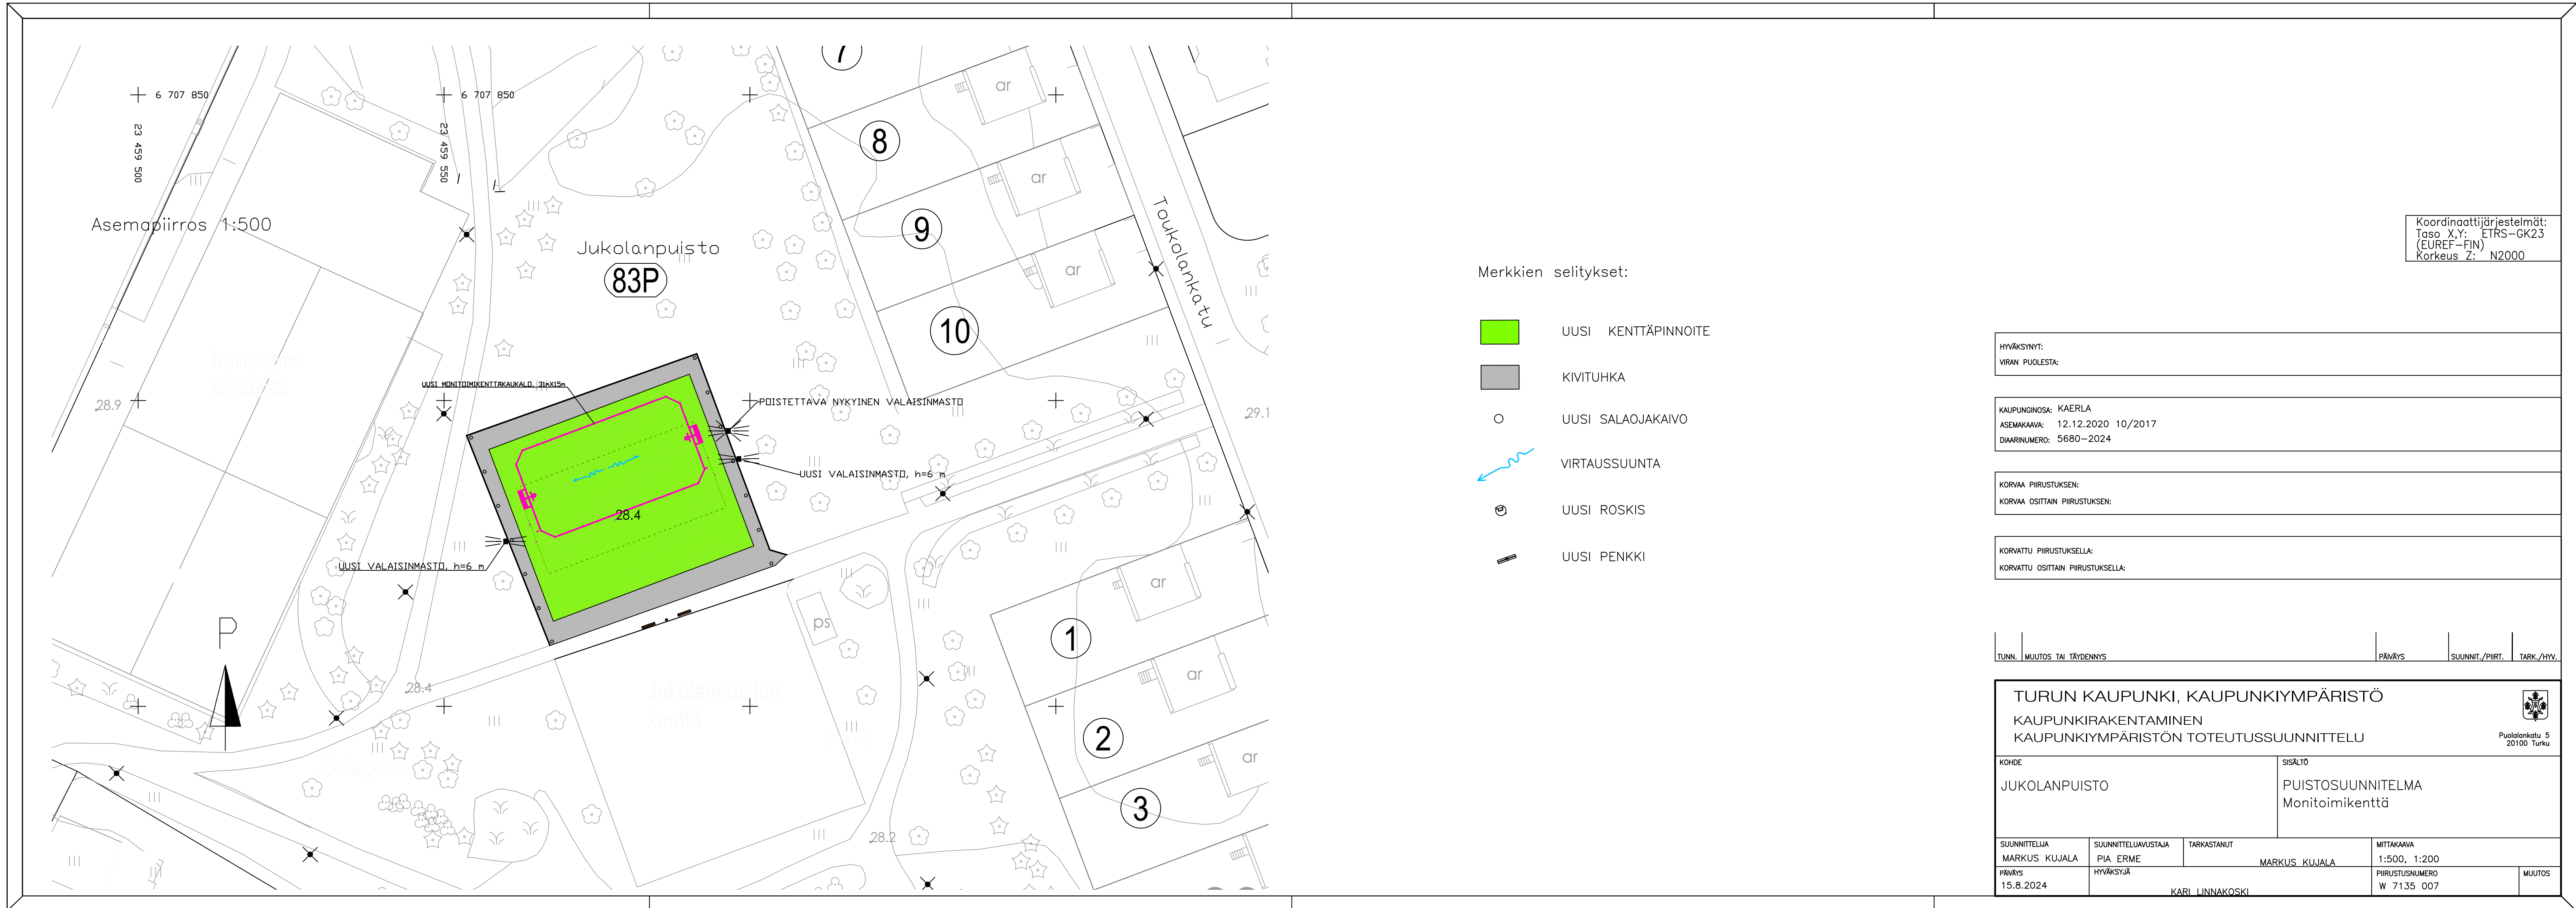 7
6 707 850
6 707 850
23 459 500
23 459 550
ar
8
ar
9
ar
10
Toukolankatu
Asemapiirros 1:500
Jukolanpuisto
83P
Nunnavuoren
tenniskenttä
28.9
UUSI MONITOIMIKENTTÄKAUKALO, 31mX15m
POISTETTAVA NYKYINEN VALAISINMASTO
29.1
UUSI VALAISINMASTO, h=6 m
28.4
UUSI VALAISINMASTO, h=6 m
ar
ps
1
P
28.4
Jukolanpuiston
kenttä
ar
2
ar
Jukolanpuisto
3
28.2
Merkkien selitykset:
UUSI KENTTÄPINNOITE
KIVITUHKA
UUSI SALAOJAKAIVO
VIRTAUSSUUNTA
UUSI ROSKIS
UUSI PENKKI
Koordinaattijärjestelmät:
Taso X,Y: ETRS-GK23
(EUREF-FIN)
Korkeus Z: N2000
HYVÄKSYNYT:
VIRAN PUOLESTA:
KAUPUNGINOSA: KAERLA
ASEMAKAAVA: 12.12.2020 10/2017
DIAARINUMERO: 5680-2024
KORVAA PIIRUSTUKSEN:
KORVAA OSITTAIN PIIRUSTUKSEN:
KORVATTU PIIRUSTUKSELLA:
KORVATTU OSITTAIN PIIRUSTUKSELLA:
TUNN. MUUTOS TAI TÄYDENNYS PÄIVÄYS SUUNNIT./PIIRT. TARK./HYV.
TURUN KAUPUNKI, KAUPUNKIYMPÄRISTÖ
KAUPUNKIRAKENTAMINEN
KAUPUNKIYMPÄRISTÖN TOTEUTUSSUUNNITTELU
Puolalankatu 5
20100 Turku
KOHDE
JUKOLANPUISTO
SISÄLTÖ
PUISTOSUUNNITELMA
Monitoimikenttä
SUUNNITTELIJA
MARKUS KUJALA
SUUNNITTELUAVUSTAJA
PIA ERME
TARKASTANUT
MARKUS KUJALA
MITTAKAAVA
1:500, 1:200
PÄIVÄYS
15.8.2024
HYVÄKSYJÄ
KARI LINNAKOSKI
PIIRUSTUSNUMERO
W 7135 007
MUUTOS